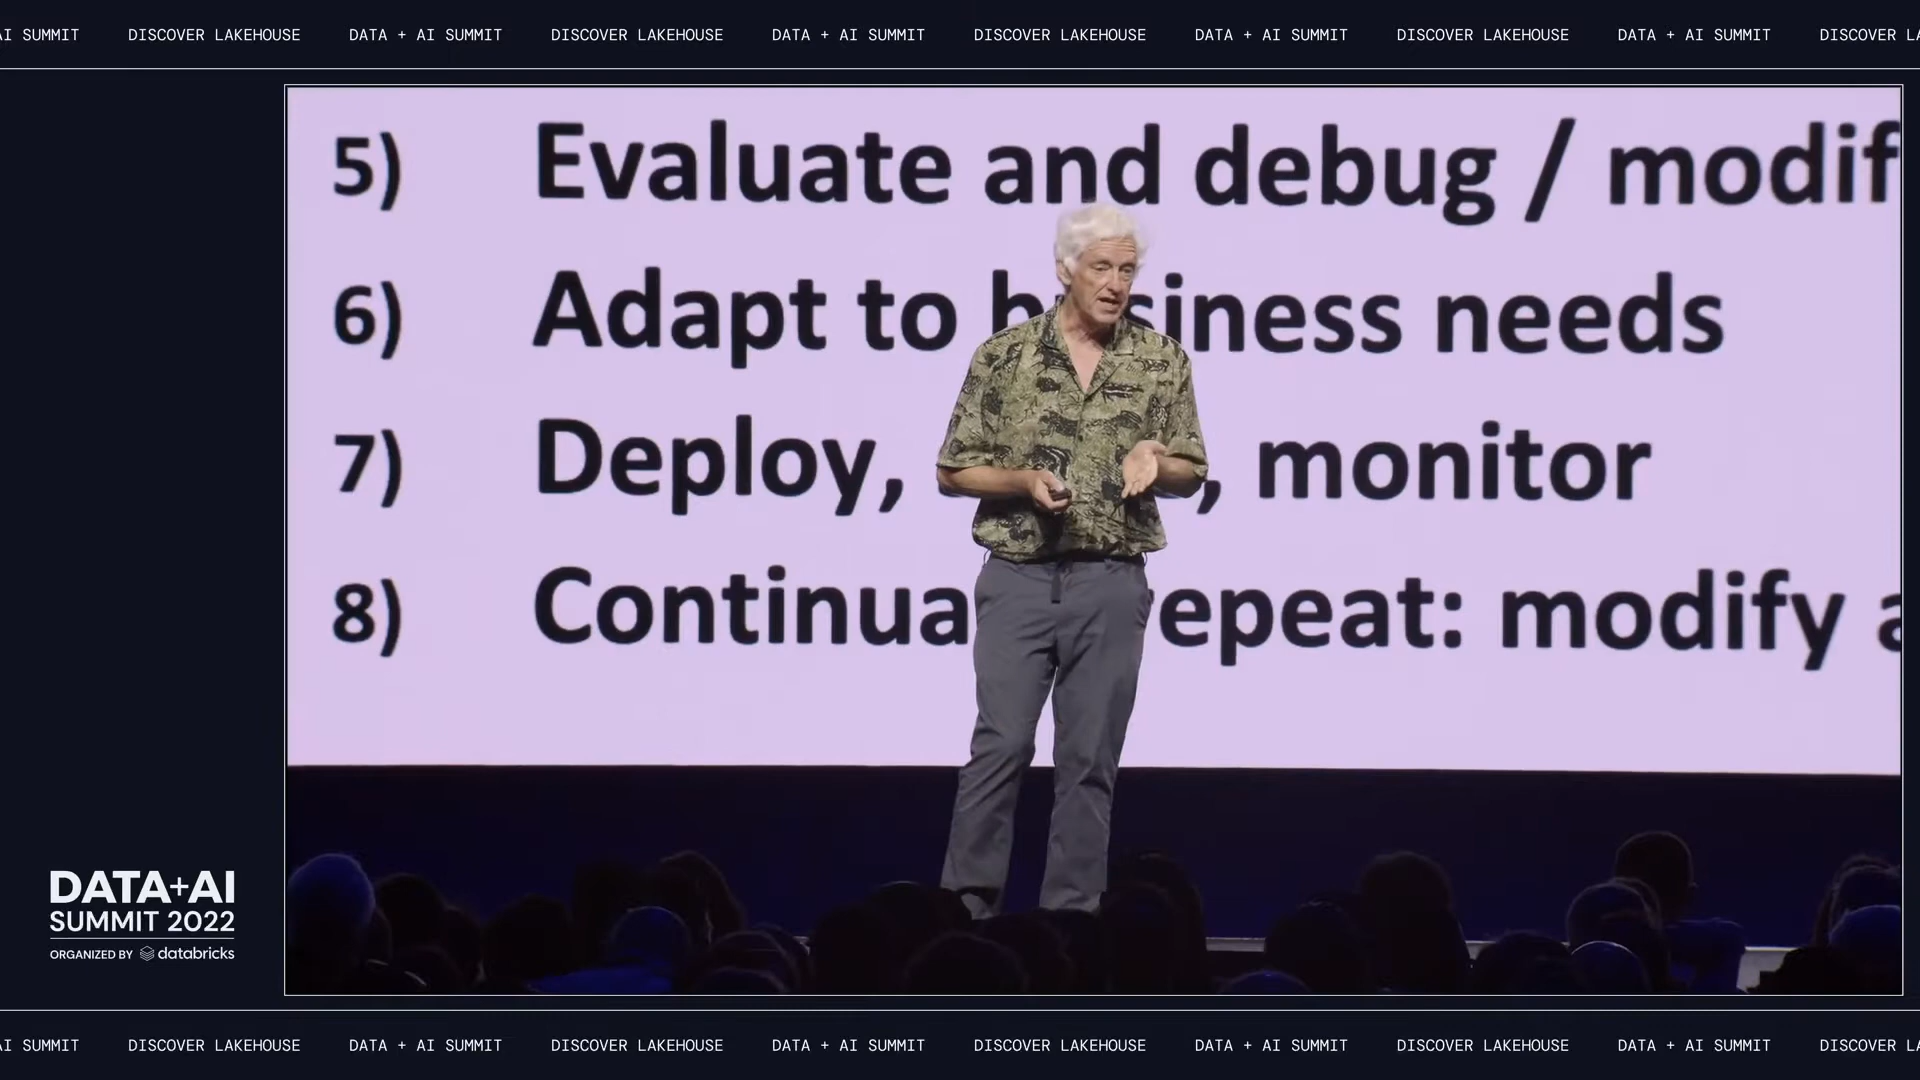 AI SUMMIT DISCOVER LAKEHOUSE DATA + AI SUMMIT DISCOVER LAKEHOUSE DATA + AI SUMMIT DISCOVER LAKEHOUSE DATA + AI SUMMIT DISCOVER LAKEHOUSE DATA + AI SUMMIT DISCOVER LA
5) Evaluate and debug / modif
6) Adapt to business needs
7) Deploy, , monitor
8) Continua epeat: modify a
DATA+AI
SUMMIT 2022
ORGANIZED BY databricks
AI SUMMIT DISCOVER LAKEHOUSE DATA + AI SUMMIT DISCOVER LAKEHOUSE DATA + AI SUMMIT DISCOVER LAKEHOUSE DATA + AI SUMMIT DISCOVER LAKEHOUSE DATA + AI SUMMIT DISCOVER LA